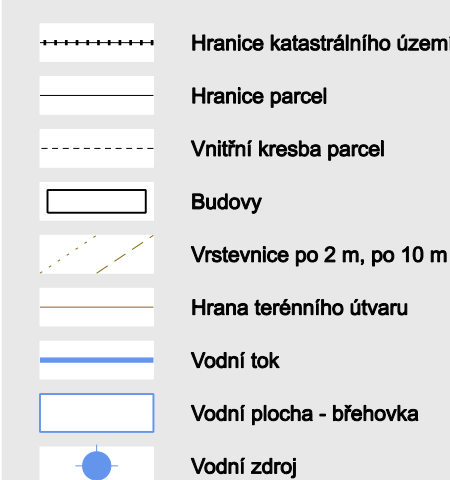 Hranice katastrálního území
Hranice parcel
Vnitřní kresba parcel
Budovy
Vrstevnice po 2 m, po 10 m
Hrana terénního útvaru
Vodní tok
Vodní plocha - břehovka
Vodní zdroj